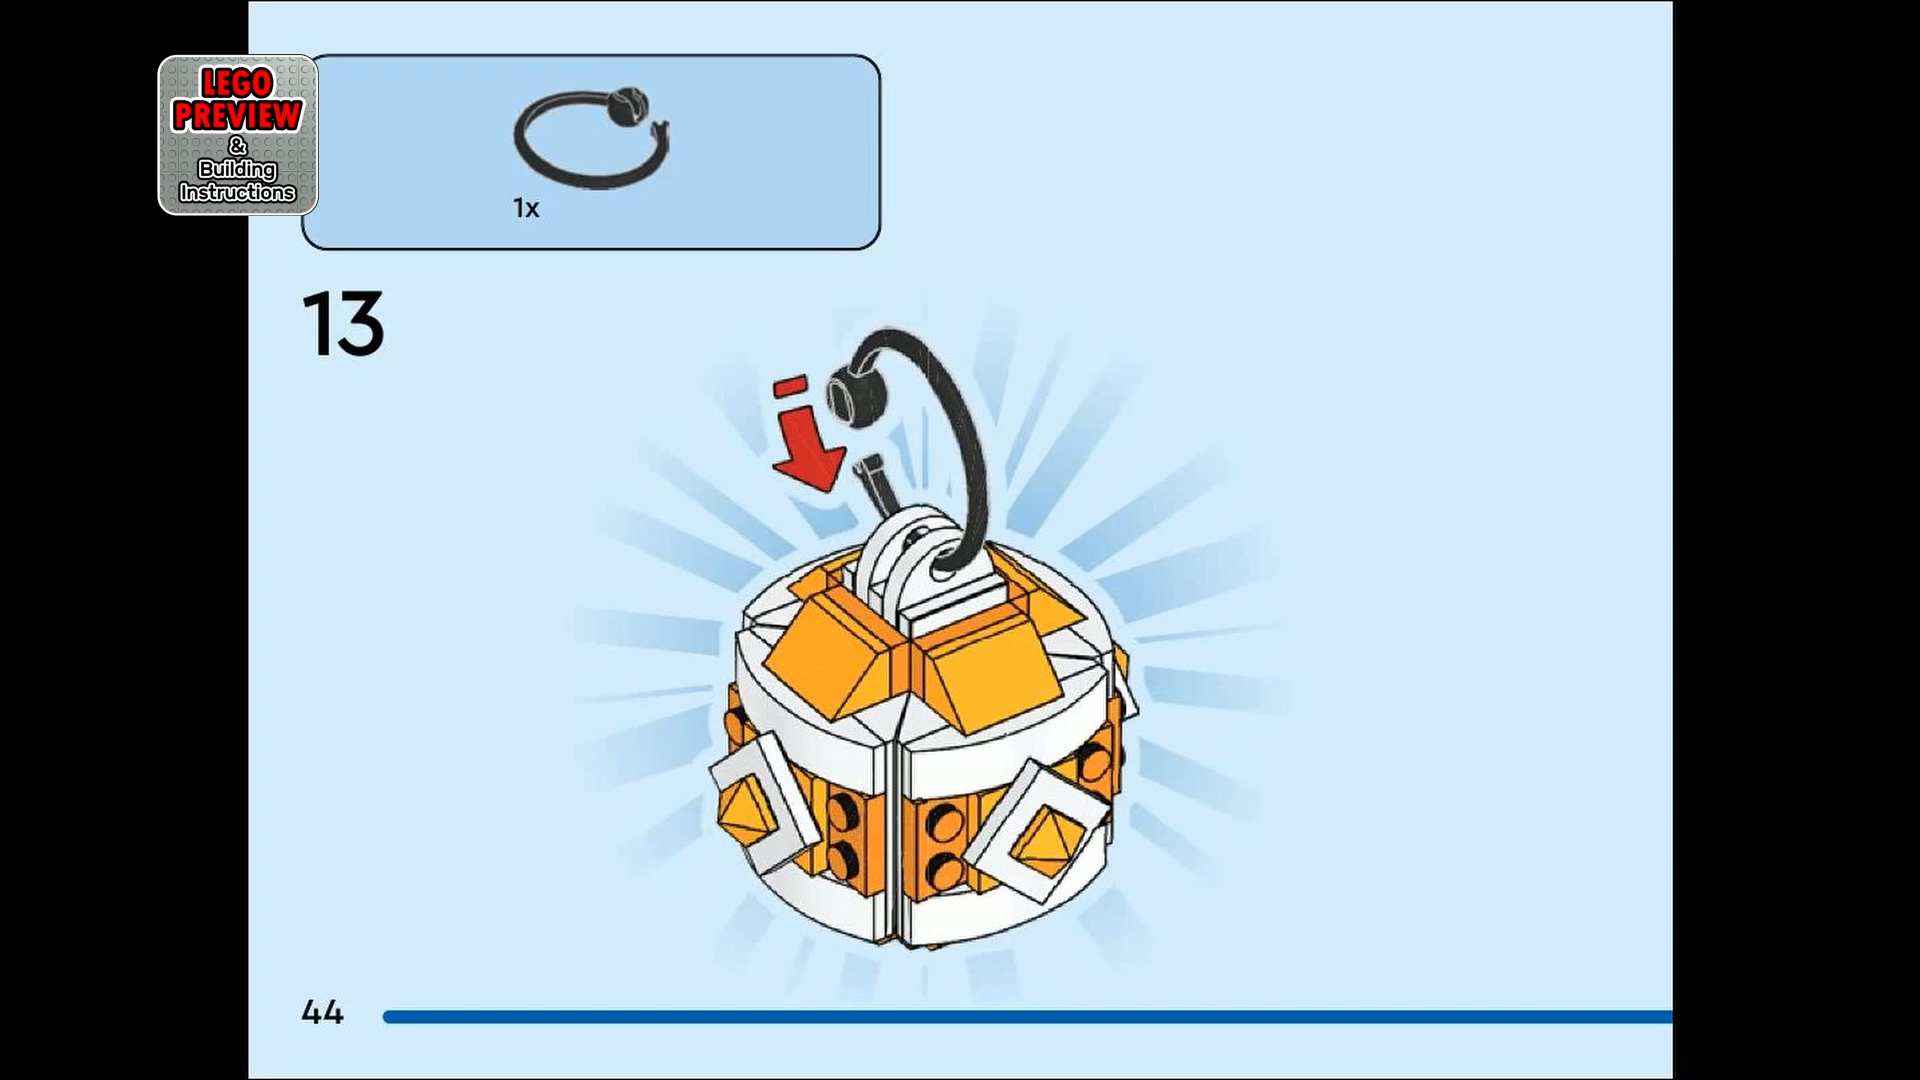 LEGO
PREVIEW
&
Building
Instructions
1x
13
44